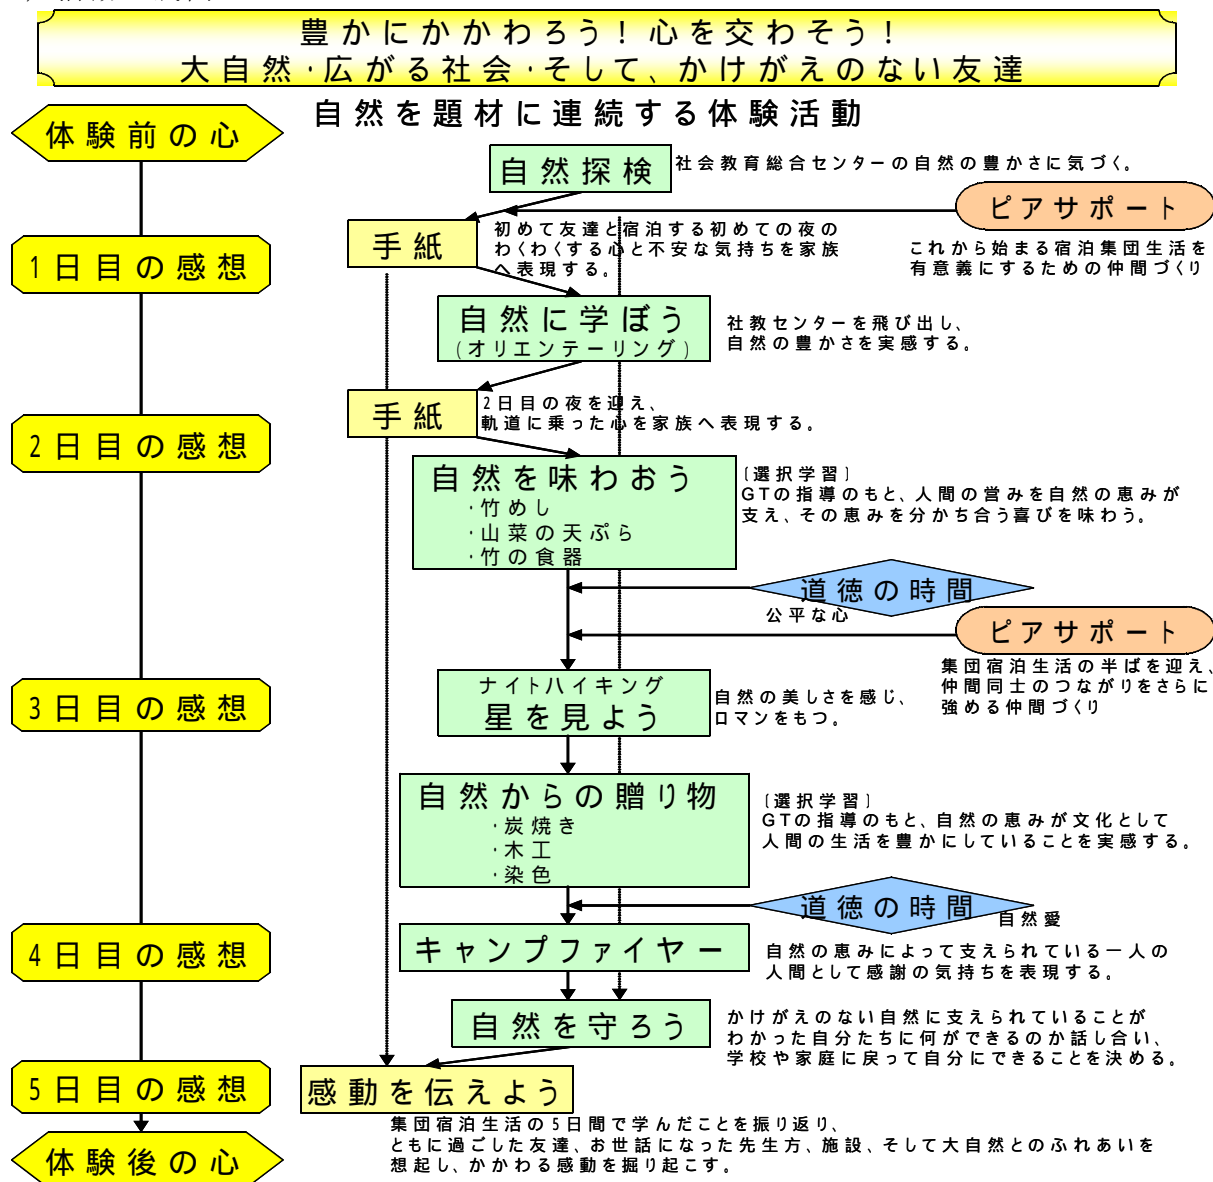 豊かにかかわろう！心を交わそう！
大自然・広がる社会・そして、かけがえのない友達
体験前の心
自然を題材に連続する体験活動
自然探検
社会教育総合センターの自然の豊かさに気づく。
ピアサポート
これから始まる宿泊集団生活を
有意義にするための仲間づくり
手紙
初めて友達と宿泊する初めての夜の
わくわくする心と不安な気持ちを家族
へ表現する。
1日目の感想
自然に学ぼう
(オリエンテーリング)
社教センターを飛び出し、
自然の豊かさを実感する。
手紙
2日目の夜を迎え、
軌道に乗った心を家族へ表現する。
2日目の感想
自然を味わおう
・竹めし
・山菜の天ぷら
・竹の食器
〔選択学習〕
GTの指導のもと、人間の営みを自然の恵みが
支え、その恵みを分かち合う喜びを味わう。
道徳の時間
公平な心
ピアサポート
集団宿泊生活の半ばを迎え、
仲間同士のつながりをさらに
強める仲間づくり
3日目の感想
ナイトハイキング
星を見よう
自然の美しさを感じ、
ロマンをもつ。
自然からの贈り物
・炭焼き
・木工
・染色
〔選択学習〕
GTの指導のもと、自然の恵みが文化として
人間の生活を豊かにしていることを実感する。
道徳の時間
自然愛
4日目の感想
キャンプファイヤー
自然の恵みによって支えられている一人の
人間として感謝の気持ちを表現する。
自然を守ろう
かけがえのない自然に支えられていることが
わかった自分たちに何ができるのか話し合い、
学校や家庭に戻って自分にできることを決める。
5日目の感想
感動を伝えよう
集団宿泊生活の5日間で学んだことを振り返り、
ともに過ごした友達、お世話になった先生方、施設、そして大自然とのふれあいを
想起し、かかわる感動を掘り起こす。
体験後の心